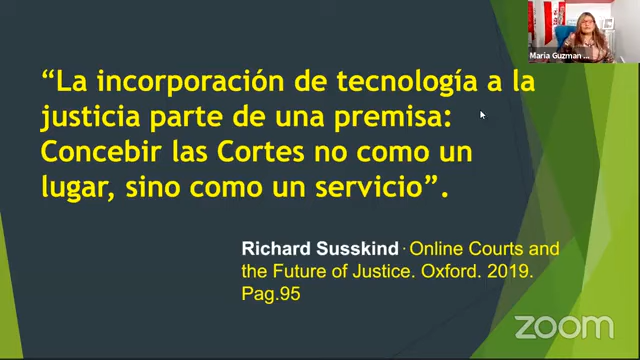 “La incorporación de tecnología a la
justicia parte de una premisa:
Concebir las Cortes no como un
lugar, sino como un servicio”.
Richard Susskind · Online Courts and
the Future of Justice. Oxford. 2019.
Pag.95
Maria Guzman ...
zoom